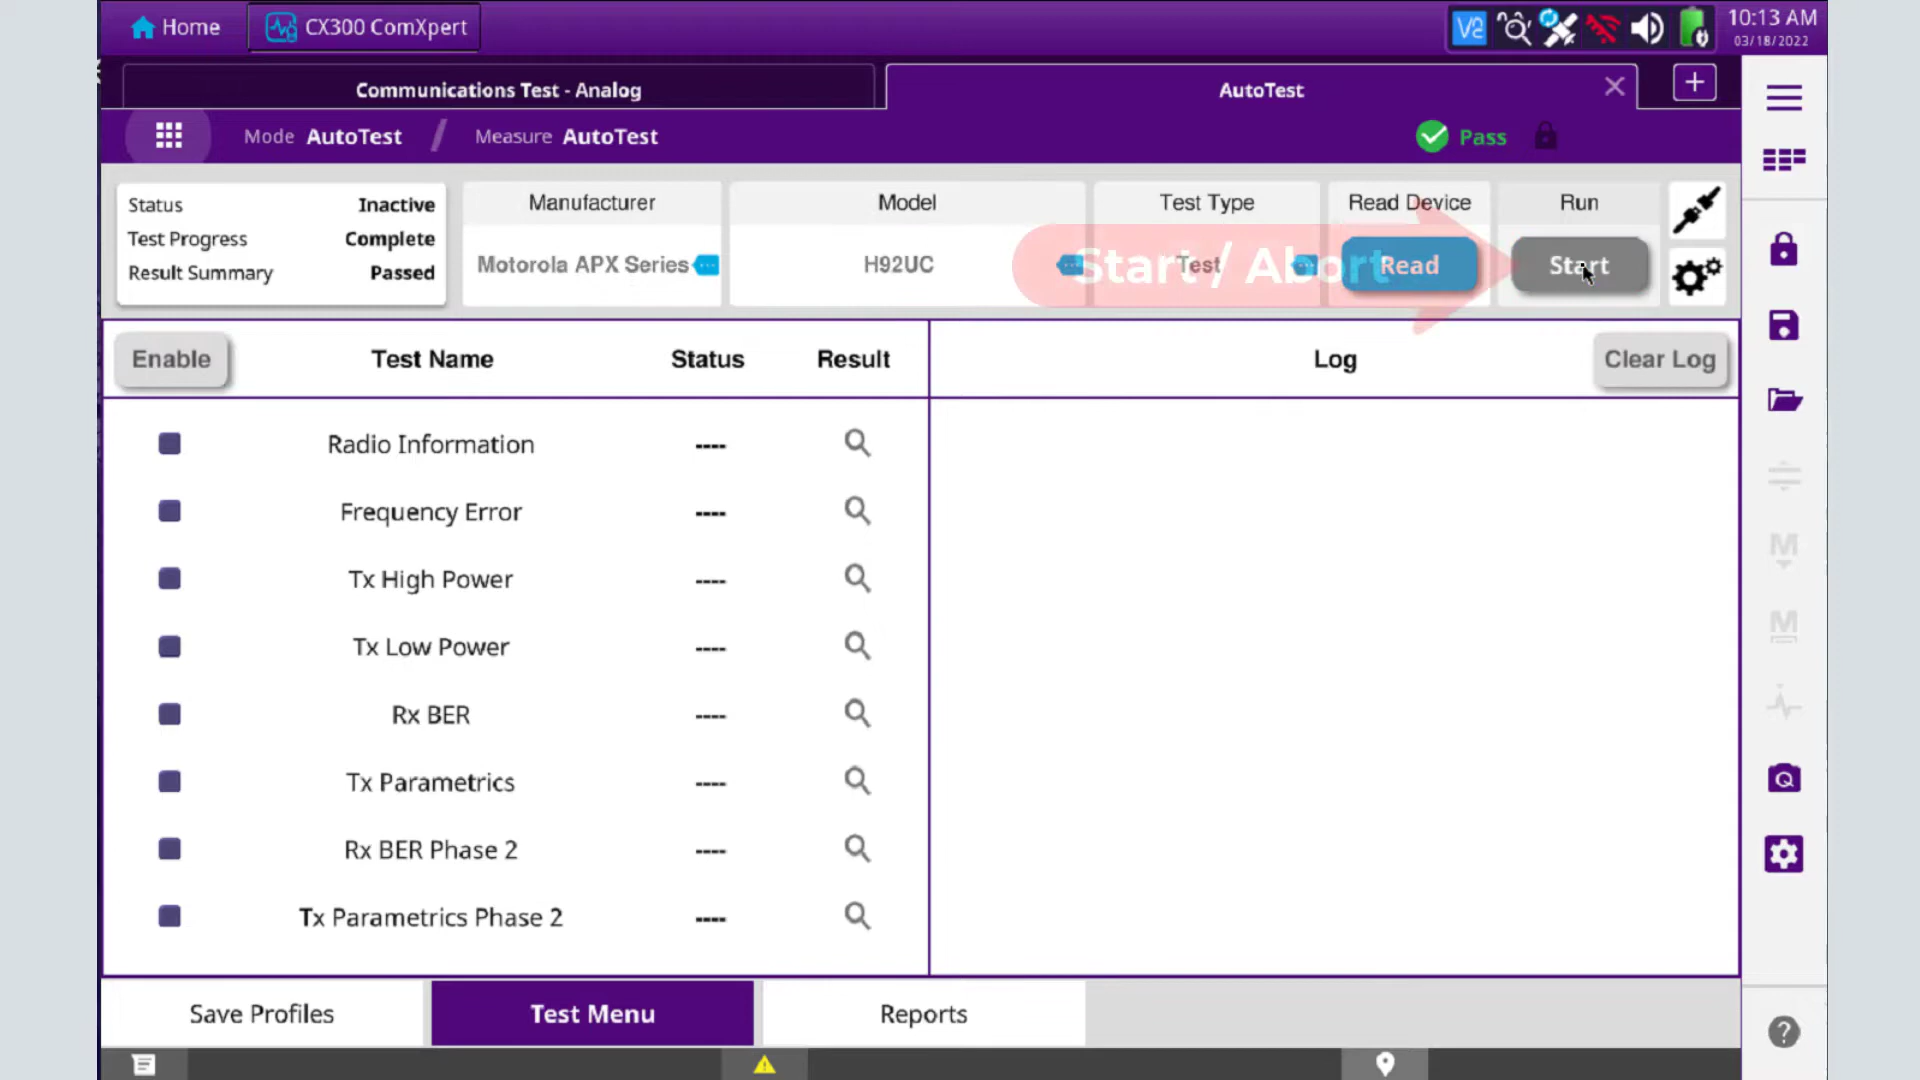 Home
CX300 ComXpert
V2
10:13 AM
03/18/2022
Communications Test - Analog
AutoTest
Mode AutoTest / Measure AutoTest
Pass
Status Inactive
Test Progress Complete
Result Summary Passed
Manufacturer
Motorola APX Series
Model
H92UC
Test Type
Test
Read Device
Read
Run
Start
Start / Abort
Enable
Test Name
Status
Result
Log
Clear Log
Radio Information ----
Frequency Error ----
Tx High Power ----
Tx Low Power ----
Rx BER ----
Tx Parametrics ----
Rx BER Phase 2 ----
Tx Parametrics Phase 2 ----
M
M
Q
Save Profiles
Test Menu
Reports
?